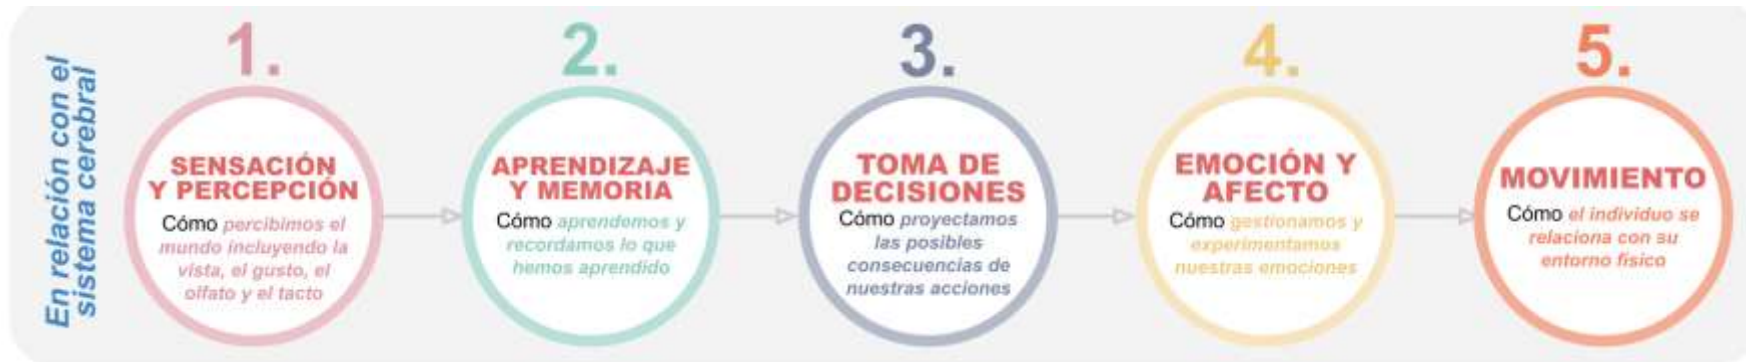 En relación con el
sistema cerebral
1.
SENSACIÓN
Y PERCEPCIÓN
Cómo percibimos el
mundo incluyendo la
vista, el gusto, el
olfato y el tacto
2.
APRENDIZAJE
Y MEMORIA
Cómo aprendemos y
recordamos lo que
hemos aprendido
3.
TOMA DE
DECISIONES
Cómo proyectamos
las posibles
consecuencias de
nuestras acciones
4.
EMOCIÓN Y
AFECTO
Cómo gestionamos y
experimentamos
nuestras emociones
5.
MOVIMIENTO
Cómo el individuo se
relaciona con su
entorno físico